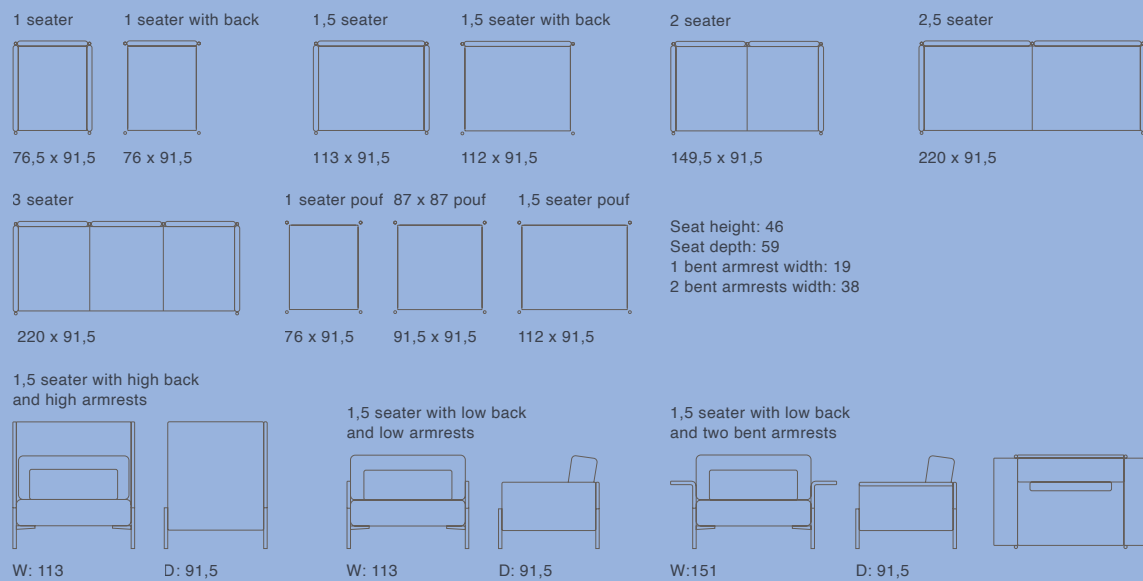 1 seater
1 seater with back
1,5 seater
1,5 seater with back
2 seater
2,5 seater
76,5 x 91,5
76 x 91,5
113 x 91,5
112 x 91,5
149,5 x 91,5
220 x 91,5
3 seater
1 seater pouf
87 x 87 pouf
1,5 seater pouf
Seat height: 46
Seat depth: 59
1 bent armrest width: 19
2 bent armrests width: 38
220 x 91,5
76 x 91,5
91,5 x 91,5
112 x 91,5
1,5 seater with high back
and high armrests
1,5 seater with low back
and low armrests
1,5 seater with low back
and two bent armrests
W: 113
D: 91,5
W: 113
D: 91,5
W:151
D: 91,5